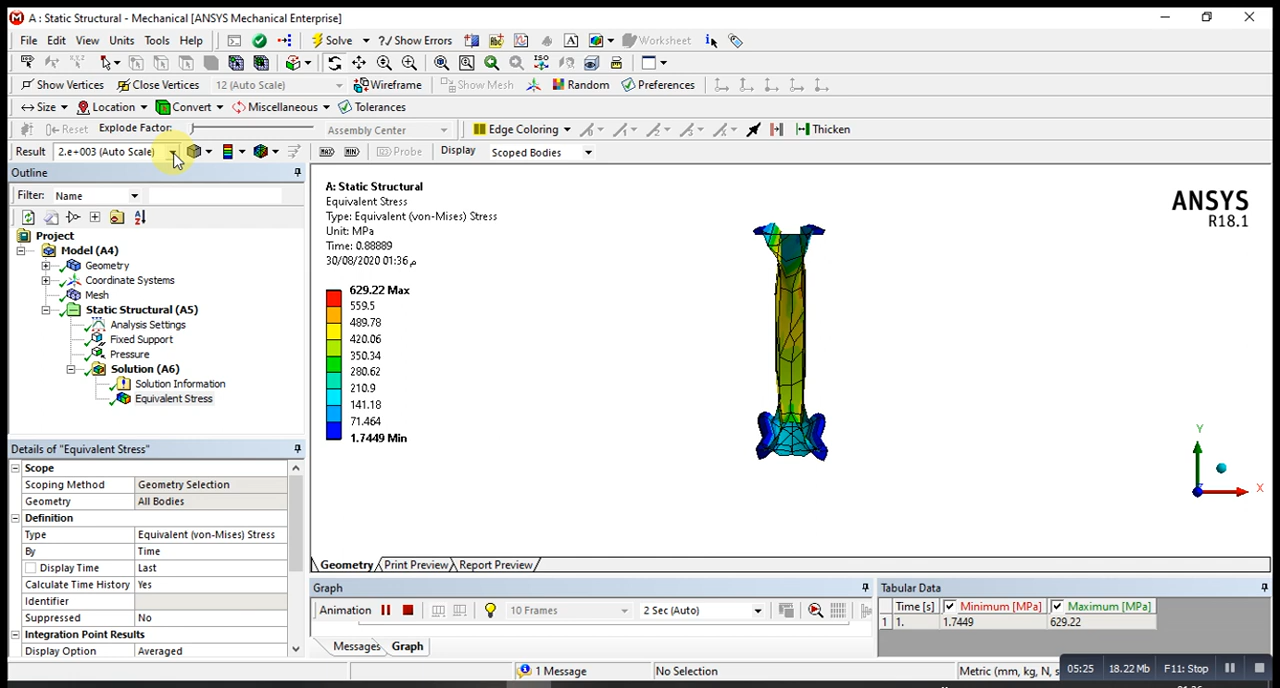 A : Static Structural - Mechanical [ANSYS Mechanical Enterprise]
File Edit View Units Tools Help Solve ?/ Show Errors Worksheet
Show Vertices Close Vertices 12 (Auto Scale) Wireframe Show Mesh Random Preferences
Size Location Convert Miscellaneous Tolerances
Reset Explode Factor: Assembly Center Edge Coloring Thicken
Result 2.e+003 (Auto Scale) MAX MIN Probe Display Scoped Bodies
Outline
Filter: Name
Project
Model (A4)
Geometry
Coordinate Systems
Mesh
Static Structural (A5)
Analysis Settings
Fixed Support
Pressure
Solution (A6)
Solution Information
Equivalent Stress
Details of "Equivalent Stress"
Scope
Scoping Method Geometry Selection
Geometry All Bodies
Definition
Type Equivalent (von-Mises) Stress
By Time
Display Time Last
Calculate Time History Yes
Identifier
Suppressed No
Integration Point Results
Display Option Averaged
A: Static Structural
Equivalent Stress
Type: Equivalent (von-Mises) Stress
Unit: MPa
Time: 0.88889
30/08/2020 01:36 م
629.22 Max
559.5
489.78
420.06
350.34
280.62
210.9
141.18
71.464
1.7449 Min
ANSYS
R18.1
Y
X
Geometry Print Preview Report Preview
Graph
Animation 10 Frames 2 Sec (Auto)
Messages Graph
Tabular Data
Time [s] Minimum [MPa] Maximum [MPa]
1 1. 1.7449 629.22
1 Message No Selection Metric (mm, kg, N, s
05:25 18.22 Mb F11: Stop